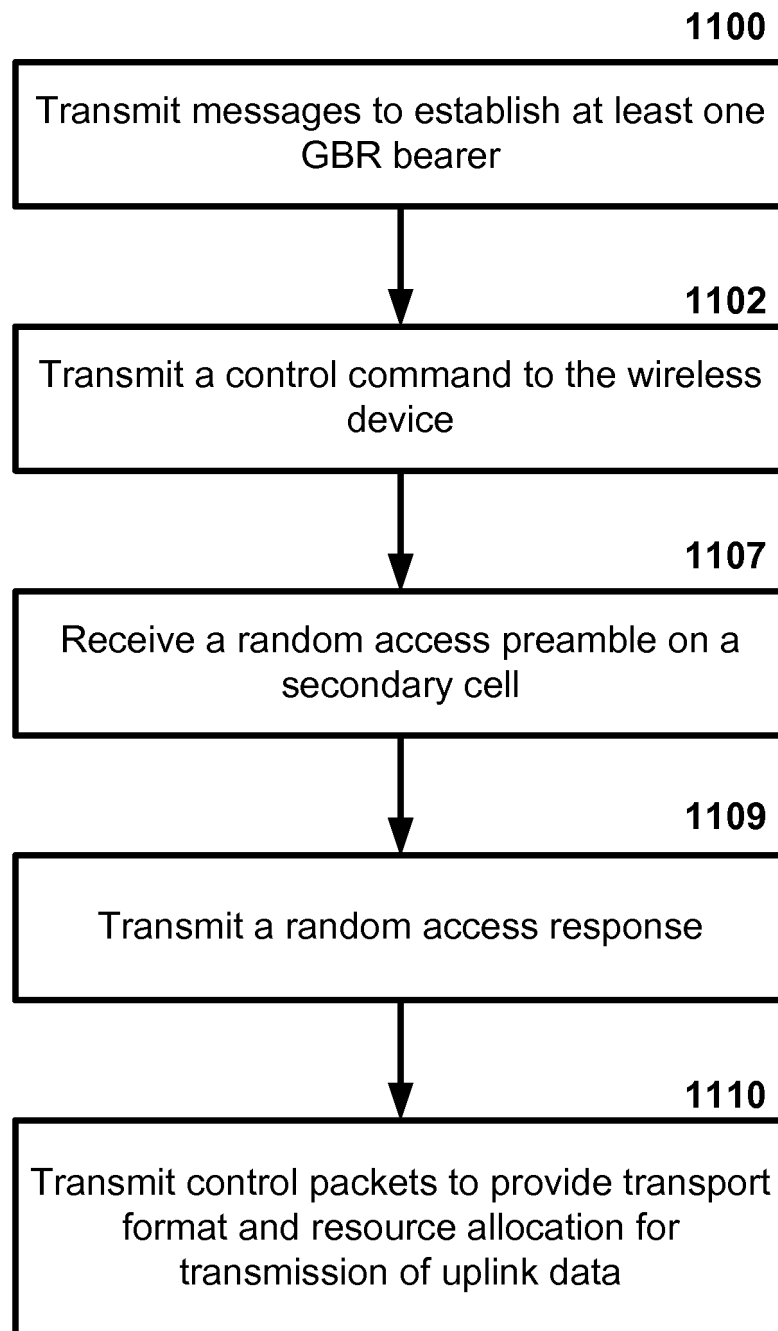 1100
Transmit messages to establish at least one
GBR bearer
1102
Transmit a control command to the wireless
device
1107
Receive a random access preamble on a
secondary cell
1109
Transmit a random access response
1110
Transmit control packets to provide transport
format and resource allocation for
transmission of uplink data